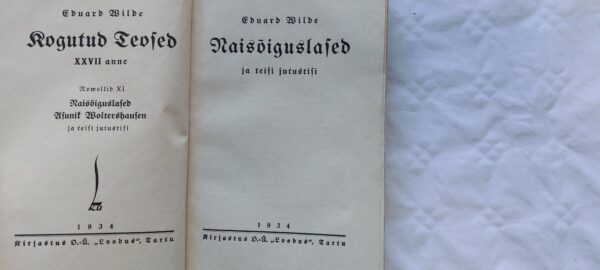 Eduard Wilde
Kogutud Teosed
XXVII anne
Nowellid XI
Naisõiguslased
Asunik Woltershausen
ja teisi jutustisi
1934
Kirjastus O.-Ü. „Loodus“, Tartu
Eduard Wilde
Naisõiguslased
ja teisi jutustisi
1934
Kirjastus O.-Ü. „Loodus“, Tartu